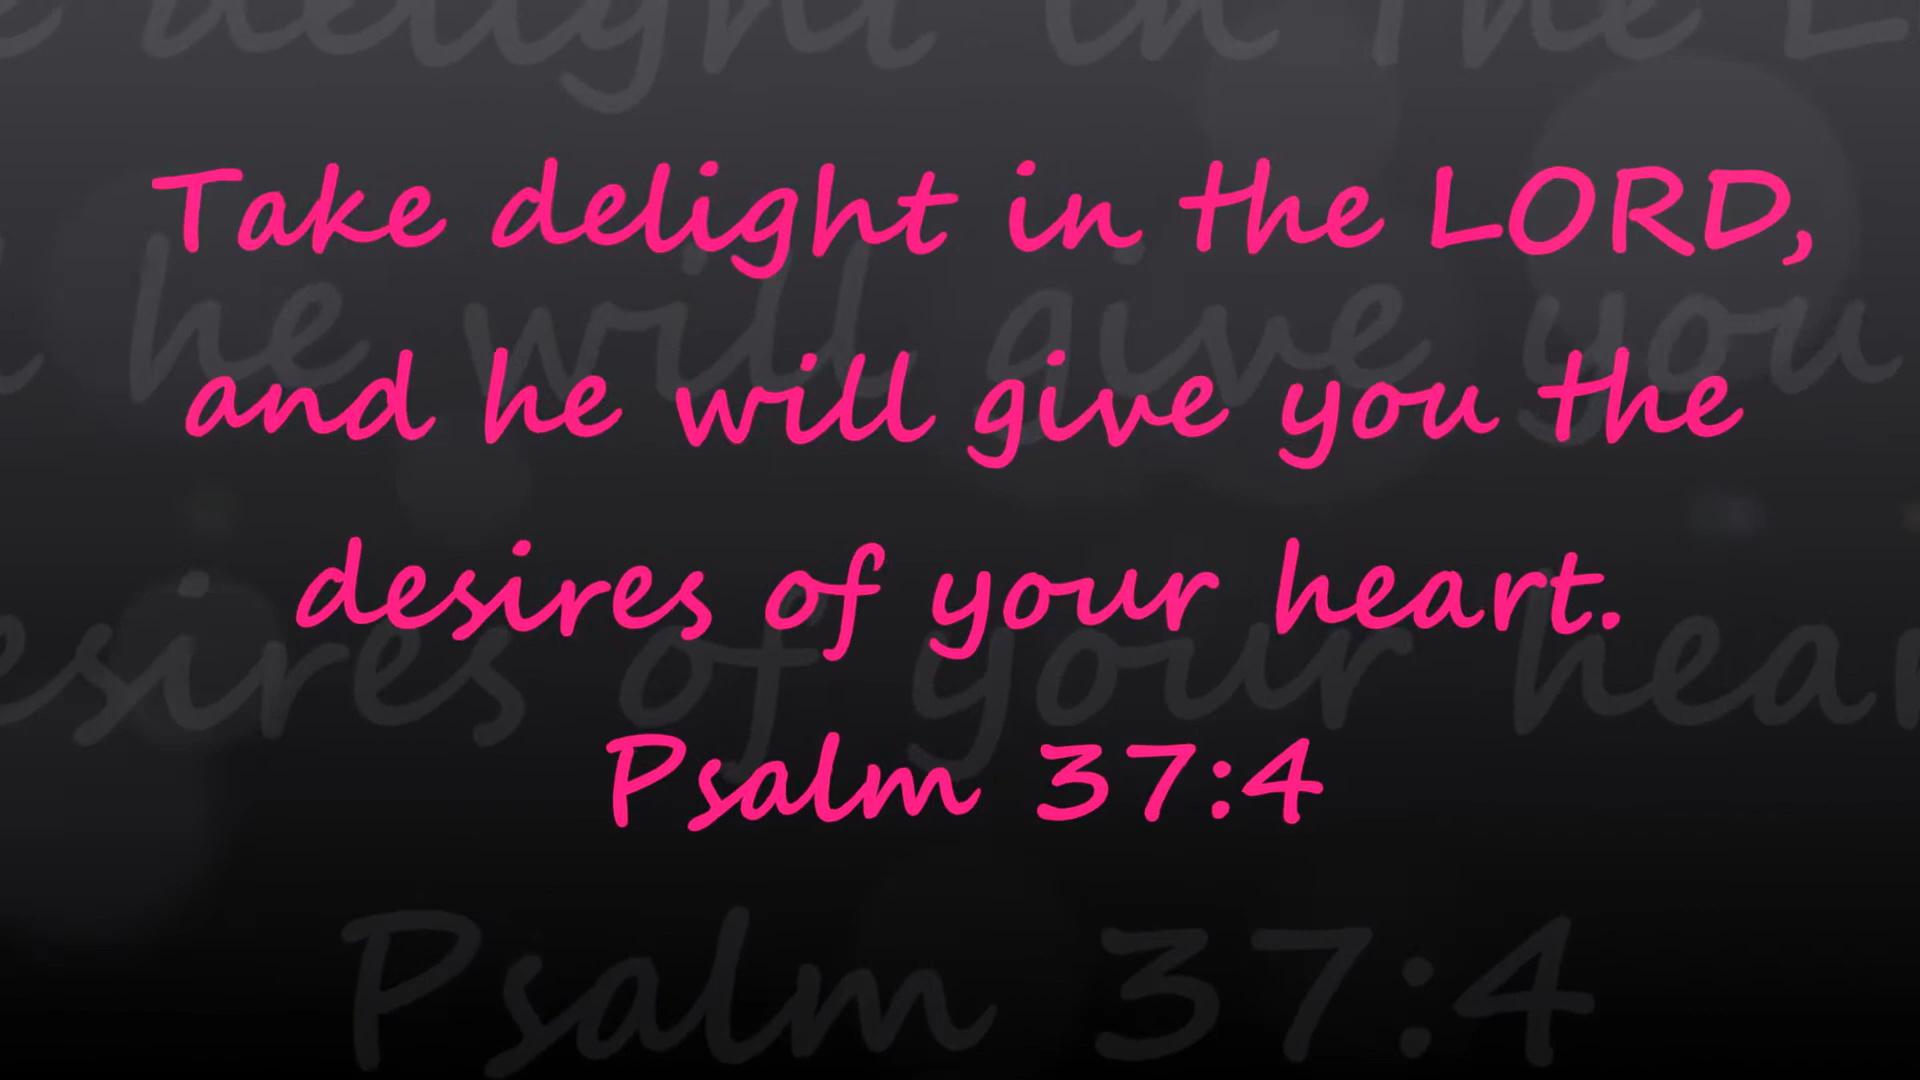 Take delight in the LORD,
and he will give you the
desires of your heart.
Psalm 37:4